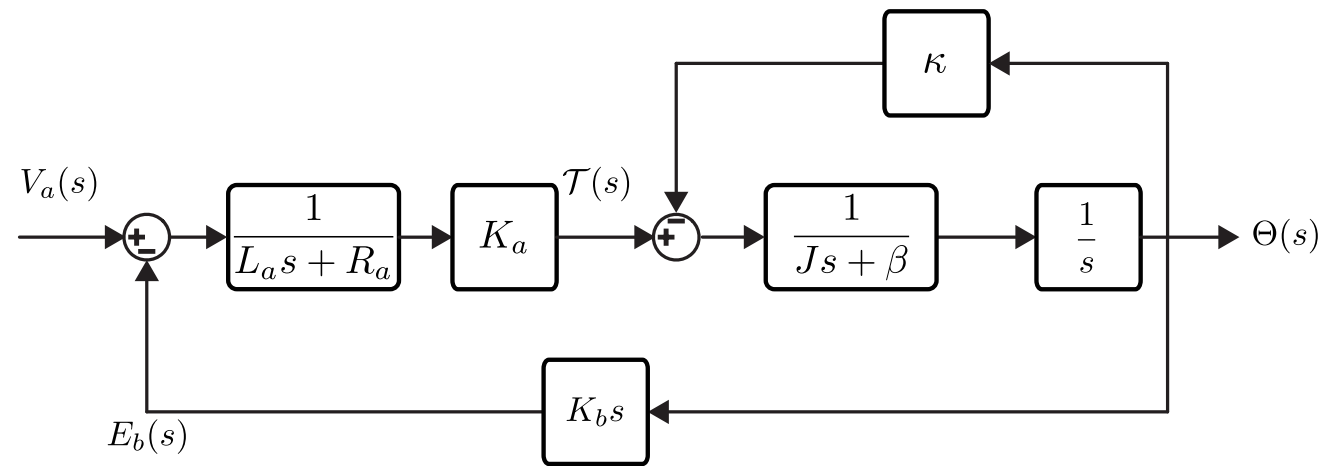 κ
V_a(s)
+
−
1
L_a s + R_a
K_a
𝒯(s)
−
+
1
Js + β
1
s
Θ(s)
K_b s
E_b(s)